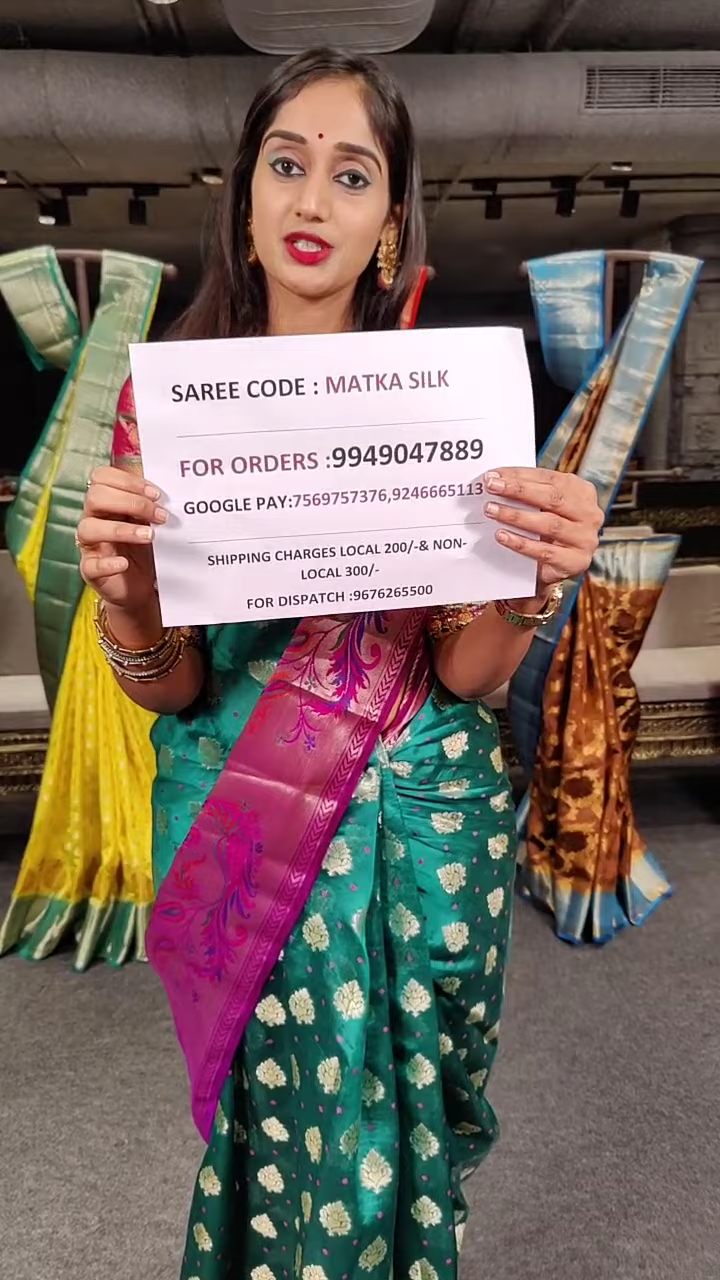 SAREE CODE : MATKA SILK
FOR ORDERS :9949047889
GOOGLE PAY:7569757376,9246665113
SHIPPING CHARGES LOCAL 200/-& NON-
LOCAL 300/-
FOR DISPATCH :9676265500